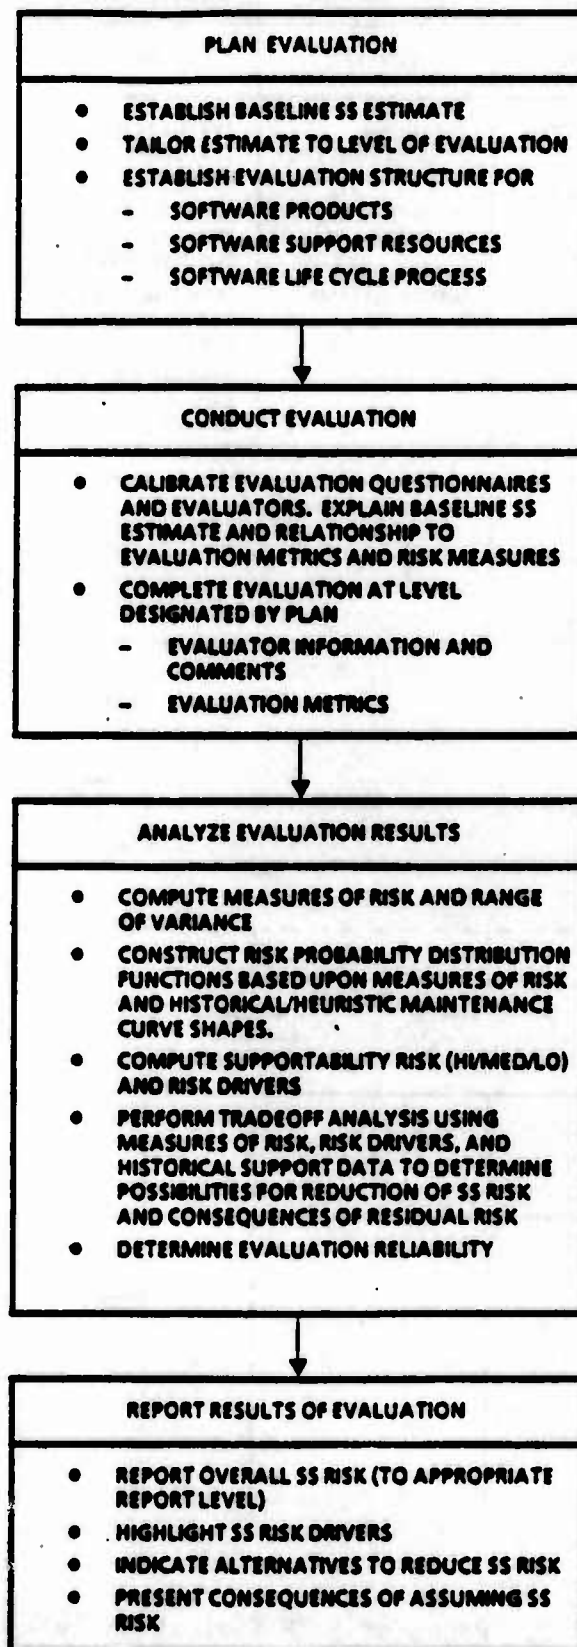 PLAN EVALUATION
● ESTABLISH BASELINE SS ESTIMATE
● TAILOR ESTIMATE TO LEVEL OF EVALUATION
● ESTABLISH EVALUATION STRUCTURE FOR
– SOFTWARE PRODUCTS
– SOFTWARE SUPPORT RESOURCES
– SOFTWARE LIFE CYCLE PROCESS
CONDUCT EVALUATION
● CALIBRATE EVALUATION QUESTIONNAIRES
AND EVALUATORS. EXPLAIN BASELINE SS
ESTIMATE AND RELATIONSHIP TO
EVALUATION METRICS AND RISK MEASURES
● COMPLETE EVALUATION AT LEVEL
DESIGNATED BY PLAN
– EVALUATOR INFORMATION AND
COMMENTS
– EVALUATION METRICS
ANALYZE EVALUATION RESULTS
● COMPUTE MEASURES OF RISK AND RANGE
OF VARIANCE
● CONSTRUCT RISK PROBABILITY DISTRIBUTION
FUNCTIONS BASED UPON MEASURES OF RISK
AND HISTORICAL/HEURISTIC MAINTENANCE
CURVE SHAPES.
● COMPUTE SUPPORTABILITY RISK (HI/MED/LO)
AND RISK DRIVERS
● PERFORM TRADEOFF ANALYSIS USING
MEASURES OF RISK, RISK DRIVERS, AND
HISTORICAL SUPPORT DATA TO DETERMINE
POSSIBILITIES FOR REDUCTION OF SS RISK
AND CONSEQUENCES OF RESIDUAL RISK
● DETERMINE EVALUATION RELIABILITY
REPORT RESULTS OF EVALUATION
● REPORT OVERALL SS RISK (TO APPROPRIATE
REPORT LEVEL)
● HIGHLIGHT SS RISK DRIVERS
● INDICATE ALTERNATIVES TO REDUCE SS RISK
● PRESENT CONSEQUENCES OF ASSUMING SS
RISK